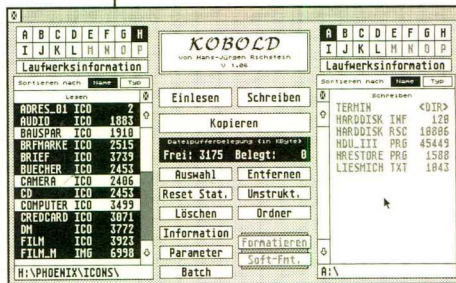 A B C D E F G H
I J K L M N O P
Laufwerksinformation
Sortieren nach Name Typ
Lesen
ADRES_01 ICO 2
AUDIO ICO 1883
BAUSPAR ICO 1910
BRFMARKE ICO 2515
BRIEF ICO 3739
BUECHER ICO 2453
CAMERA ICO 2406
CD ICO 2453
COMPUTER ICO 3499
CREDCARD ICO 3071
DM ICO 3772
FILM ICO 3923
FILM_M IMG 6998
H:\PHOENIX\ICONS\
KOBOLD
von Hans-Jürgen Richstein
V 1.06
Einlesen Schreiben
Kopieren
Dateipufferbelegung (in KByte)
Frei: 3175 Belegt: 0
Auswahl Entfernen
Reset Stat. Umstrukt.
Löschen Ordner
Information
Formatieren
Parameter
Soft-Fmt.
Batch
A B C D E F G H
I J K L M N O P
Laufwerksinformation
Sortieren nach Name Typ
Schreiben
TERMIN <DIR>
HARDDISK INF 128
HARDDISK RSC 10806
HDU_III PRG 45449
HRESTORE PRG 1588
LIESMICH TXT 1843
A:\